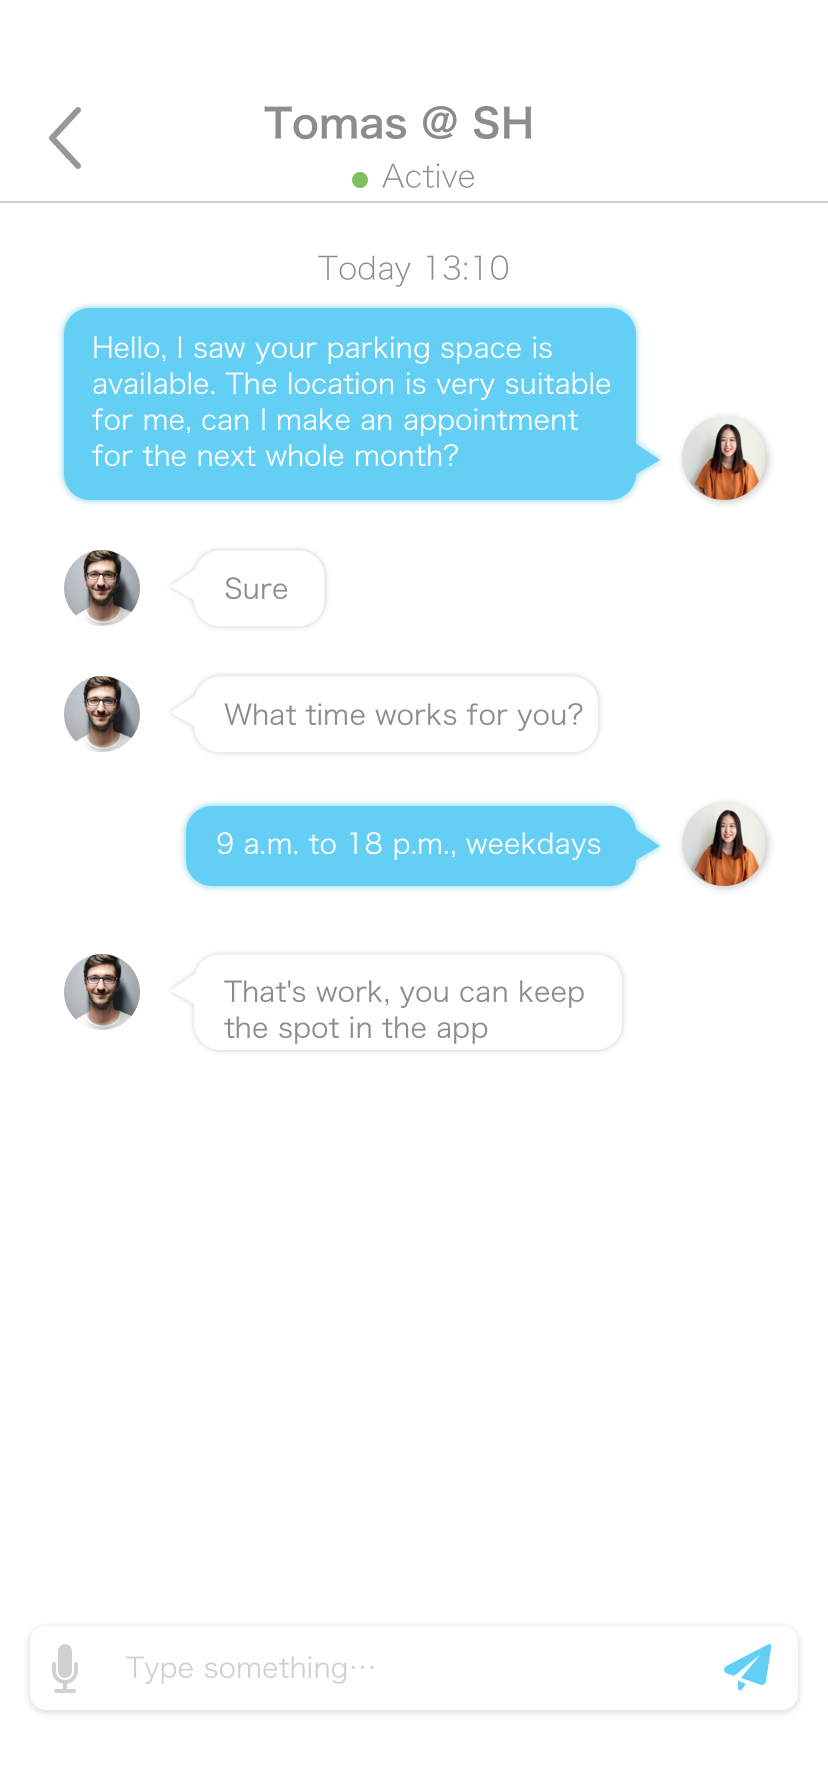 Tomas @ SH
Active
Today 13:10
Hello, I saw your parking space is
available. The location is very suitable
for me, can I make an appointment
for the next whole month?
Sure
What time works for you?
9 a.m. to 18 p.m., weekdays
That's work, you can keep
the spot in the app
Type something…